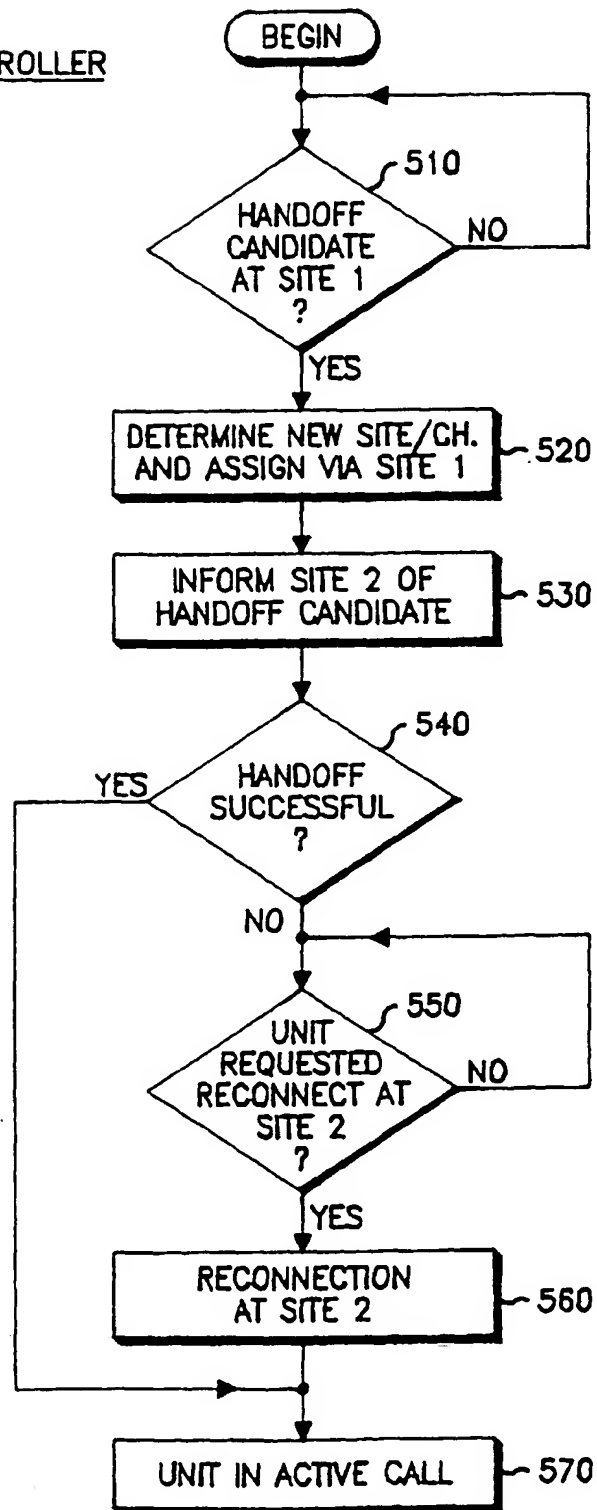 ROLLER
BEGIN
510
HANDOFF
CANDIDATE
AT SITE 1
?
NO
YES
DETERMINE NEW SITE/CH.
AND ASSIGN VIA SITE 1
520
INFORM SITE 2 OF
HANDOFF CANDIDATE
530
540
YES
HANDOFF
SUCCESSFUL
?
NO
550
UNIT
REQUESTED
RECONNECT AT
SITE 2
?
NO
YES
RECONNECTION
AT SITE 2
560
UNIT IN ACTIVE CALL
570